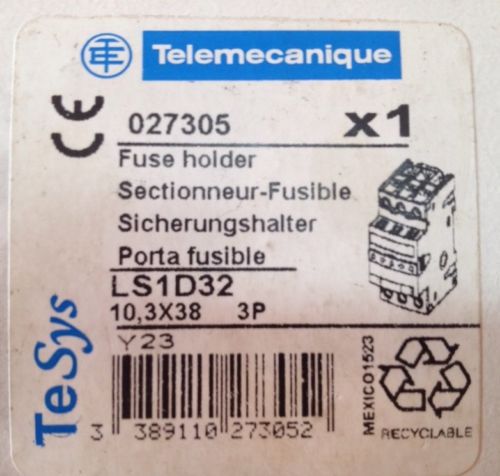 Telemecanique
CE
027305 x1
Fuse holder
Sectionneur-Fusible
Sicherungshalter
Porta fusible
LS1D32
10,3X38 3P
Y23
3 389110 273052
TeSys
MEXICO1523
RECYCLABLE